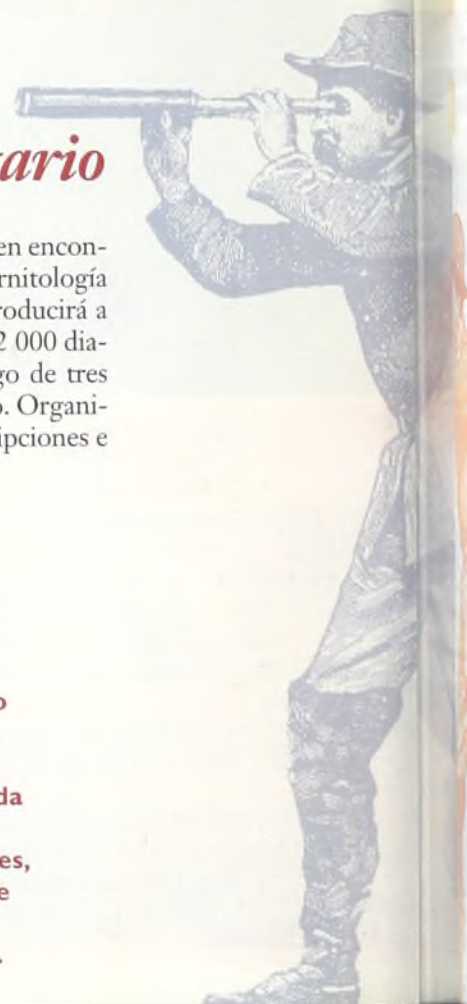 ario
en encon-
rnitología
roducirá a
2 000 dia-
go de tres
o. Organi-
ipciones e
o
da
es,
e
.